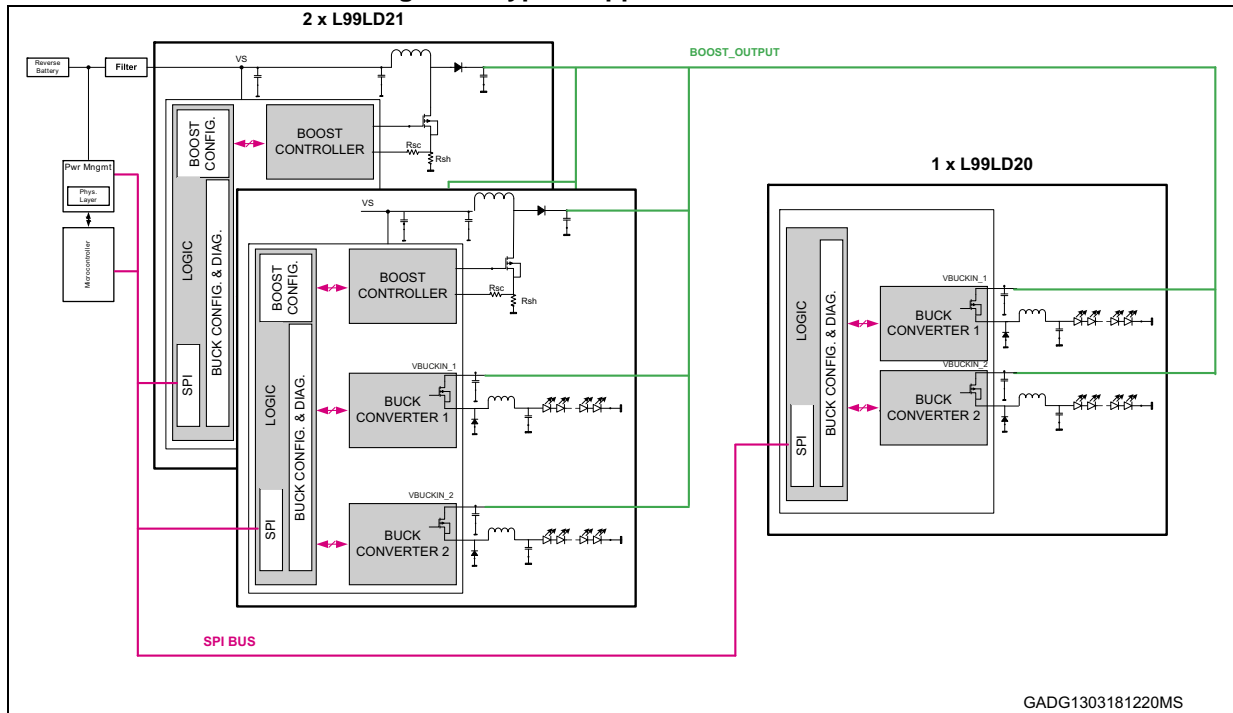 2 x L99LD21
BOOST_OUTPUT
Reverse
Battery
Filter
VS
BOOST
CONFIG.
BOOST
CONTROLLER
Rsc
Rsh
Pwr Mngmt
Phys.
Layer
Microcontroller
LOGIC
BUCK CONFIG. & DIAG.
SPI
VS
BOOST
CONFIG.
BOOST
CONTROLLER
Rsc
Rsh
LOGIC
BUCK CONFIG. & DIAG.
SPI
VBUCKIN_1
BUCK
CONVERTER 1
VBUCKIN_2
BUCK
CONVERTER 2
1 x L99LD20
LOGIC
BUCK CONFIG. & DIAG.
SPI
VBUCKIN_1
BUCK
CONVERTER 1
VBUCKIN_2
BUCK
CONVERTER 2
SPI BUS
GADG1303181220MS